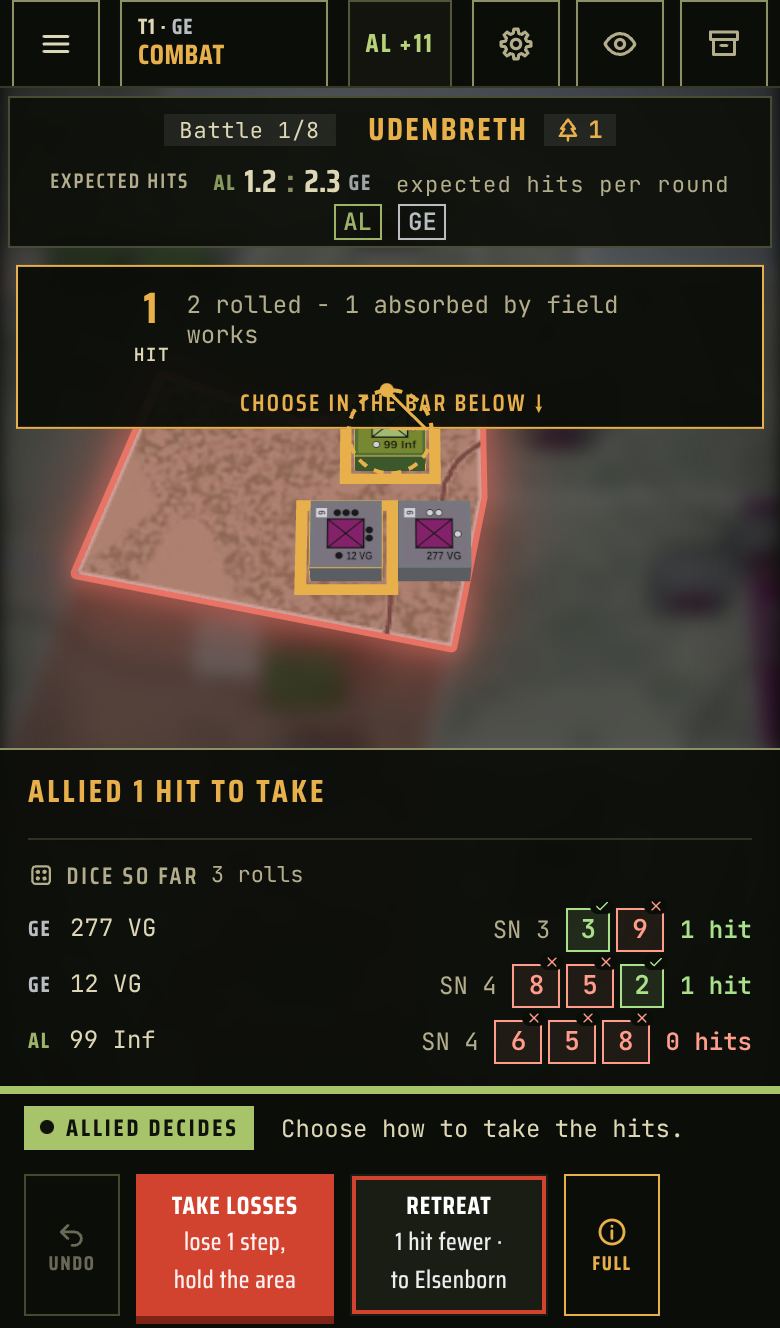 T1 · GE
COMBAT
AL +11
Battle 1/8 UDENBRETH 1
EXPECTED HITS AL 1.2 : 2.3 GE expected hits per round
AL GE
1
HIT
2 rolled - 1 absorbed by field
works
CHOOSE IN THE BAR BELOW ↓
99 Inf
9
12 VG
9
277 VG
ALLIED 1 HIT TO TAKE
DICE SO FAR 3 rolls
GE 277 VG SN 3 3 9 1 hit
GE 12 VG SN 4 8 5 2 1 hit
AL 99 Inf SN 4 6 5 8 0 hits
ALLIED DECIDES Choose how to take the hits.
UNDO
TAKE LOSSES
lose 1 step,
hold the area
RETREAT
1 hit fewer ·
to Elsenborn
FULL